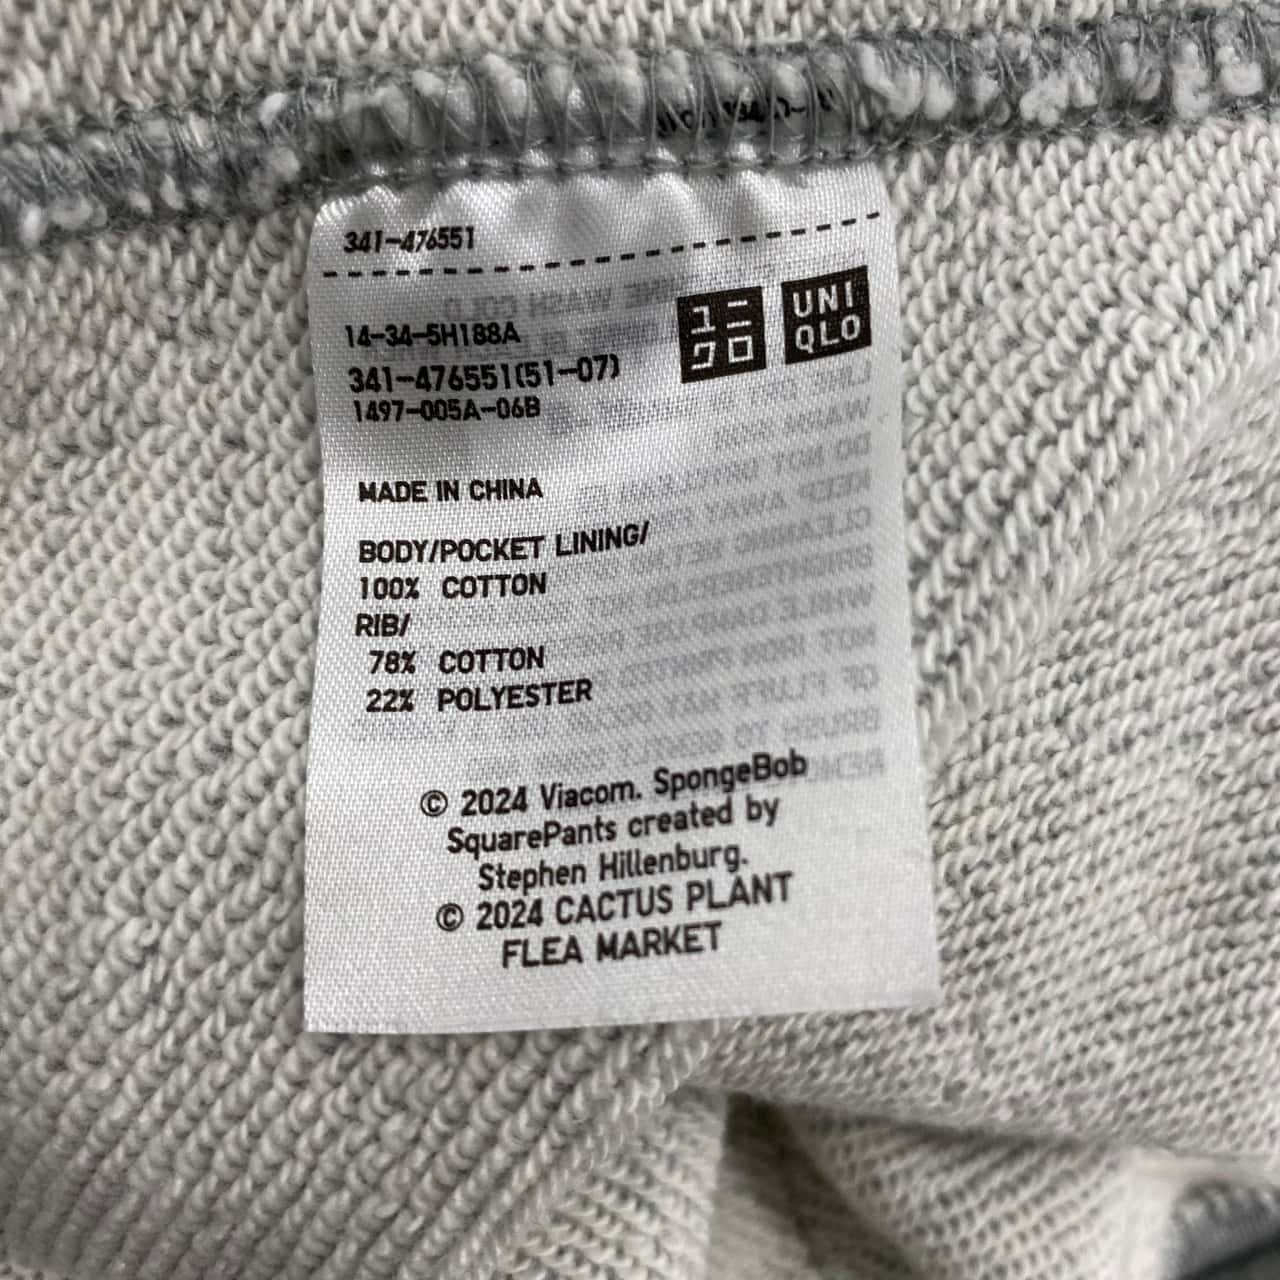 341-476551
ユニ
クロ
UNI
QLO
14-34-5H188A
341-476551(51-07)
1497-005A-06B
MADE IN CHINA
BODY/POCKET LINING/
100% COTTON
RIB/
78% COTTON
22% POLYESTER
© 2024 Viacom. SpongeBob
SquarePants created by
Stephen Hillenburg.
© 2024 CACTUS PLANT
FLEA MARKET